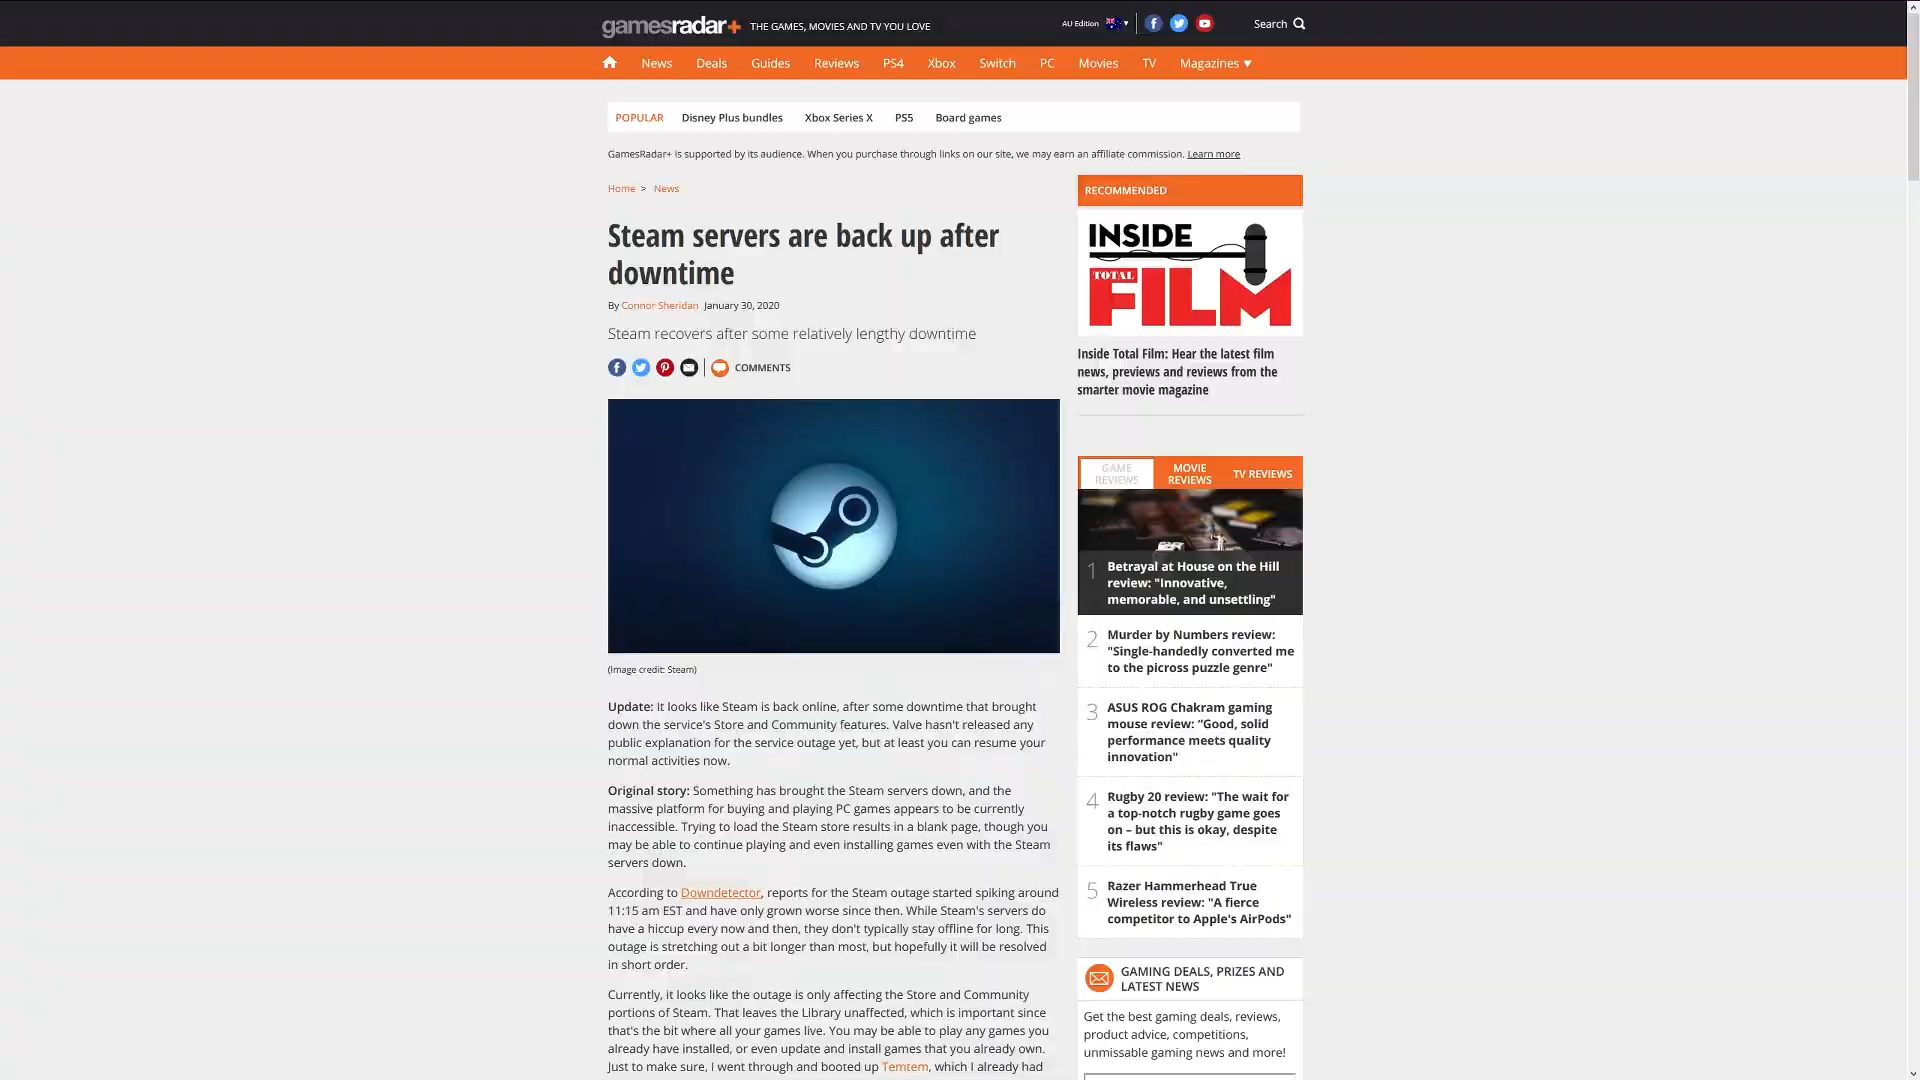 gamesradar+ THE GAMES, MOVIES AND TV YOU LOVE
AU Edition
Search
News Deals Guides Reviews PS4 Xbox Switch PC Movies TV Magazines ▼
POPULAR Disney Plus bundles Xbox Series X PS5 Board games
GamesRadar+ is supported by its audience. When you purchase through links on our site, we may earn an affiliate commission. Learn more
Home > News
Steam servers are back up after
downtime
By Connor Sheridan January 30, 2020
Steam recovers after some relatively lengthy downtime
COMMENTS
(Image credit: Steam)
Update: It looks like Steam is back online, after some downtime that brought
down the service's Store and Community features. Valve hasn't released any
public explanation for the service outage yet, but at least you can resume your
normal activities now.
Original story: Something has brought the Steam servers down, and the
massive platform for buying and playing PC games appears to be currently
inaccessible. Trying to load the Steam store results in a blank page, though you
may be able to continue playing and even installing games even with the Steam
servers down.
According to Downdetector, reports for the Steam outage started spiking around
11:15 am EST and have only grown worse since then. While Steam's servers do
have a hiccup every now and then, they don't typically stay offline for long. This
outage is stretching out a bit longer than most, but hopefully it will be resolved
in short order.
Currently, it looks like the outage is only affecting the Store and Community
portions of Steam. That leaves the Library unaffected, which is important since
that's the bit where all your games live. You may be able to play any games you
already have installed, or even update and install games that you already own.
Just to make sure, I went through and booted up Temtem, which I already had
RECOMMENDED
INSIDE
TOTAL
FILM
Inside Total Film: Hear the latest film
news, previews and reviews from the
smarter movie magazine
GAME
REVIEWS
MOVIE
REVIEWS
TV REVIEWS
1 Betrayal at House on the Hill
review: "Innovative,
memorable, and unsettling"
2 Murder by Numbers review:
"Single-handedly converted me
to the picross puzzle genre"
3 ASUS ROG Chakram gaming
mouse review: “Good, solid
performance meets quality
innovation"
4 Rugby 20 review: "The wait for
a top-notch rugby game goes
on – but this is okay, despite
its flaws"
5 Razer Hammerhead True
Wireless review: "A fierce
competitor to Apple's AirPods"
GAMING DEALS, PRIZES AND
LATEST NEWS
Get the best gaming deals, reviews,
product advice, competitions,
unmissable gaming news and more!